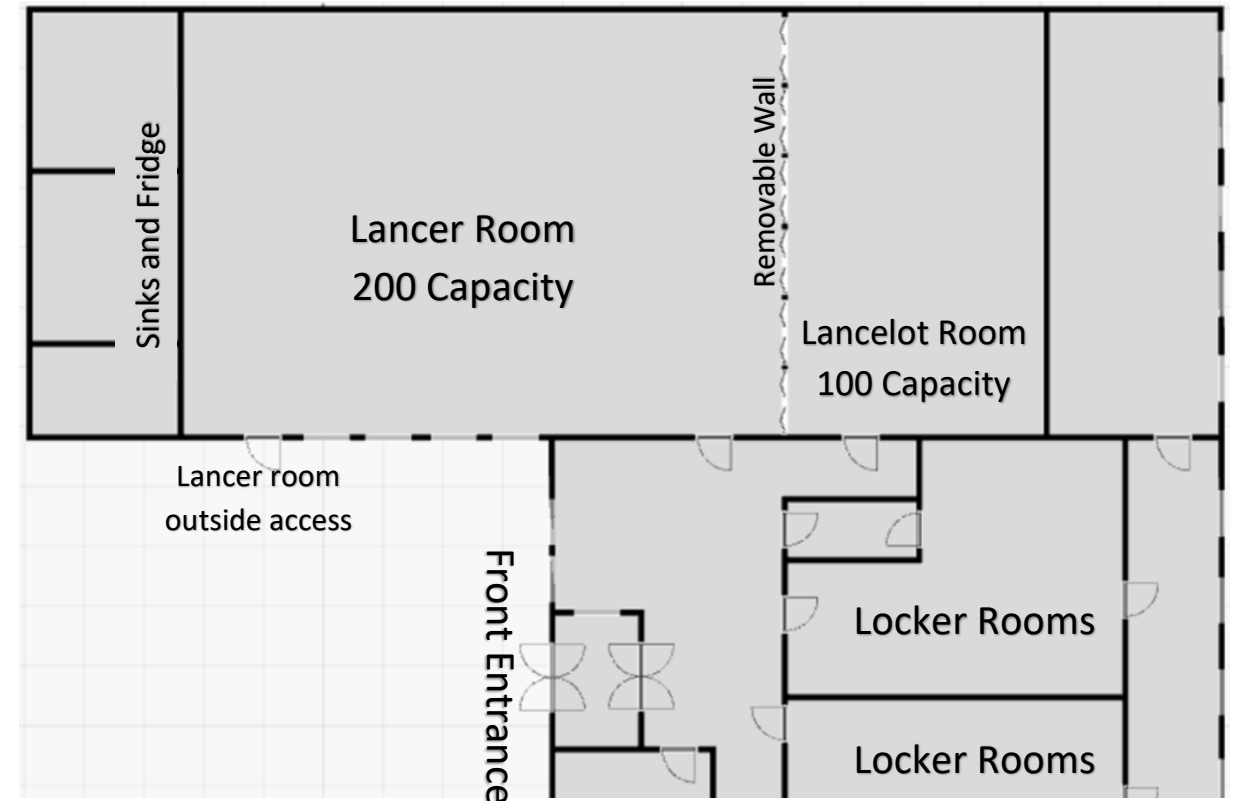 Sinks and Fridge
Lancer Room
200 Capacity
Removable Wall
Lancelot Room
100 Capacity
Lancer room
outside access
Front Entrance
Locker Rooms
Locker Rooms